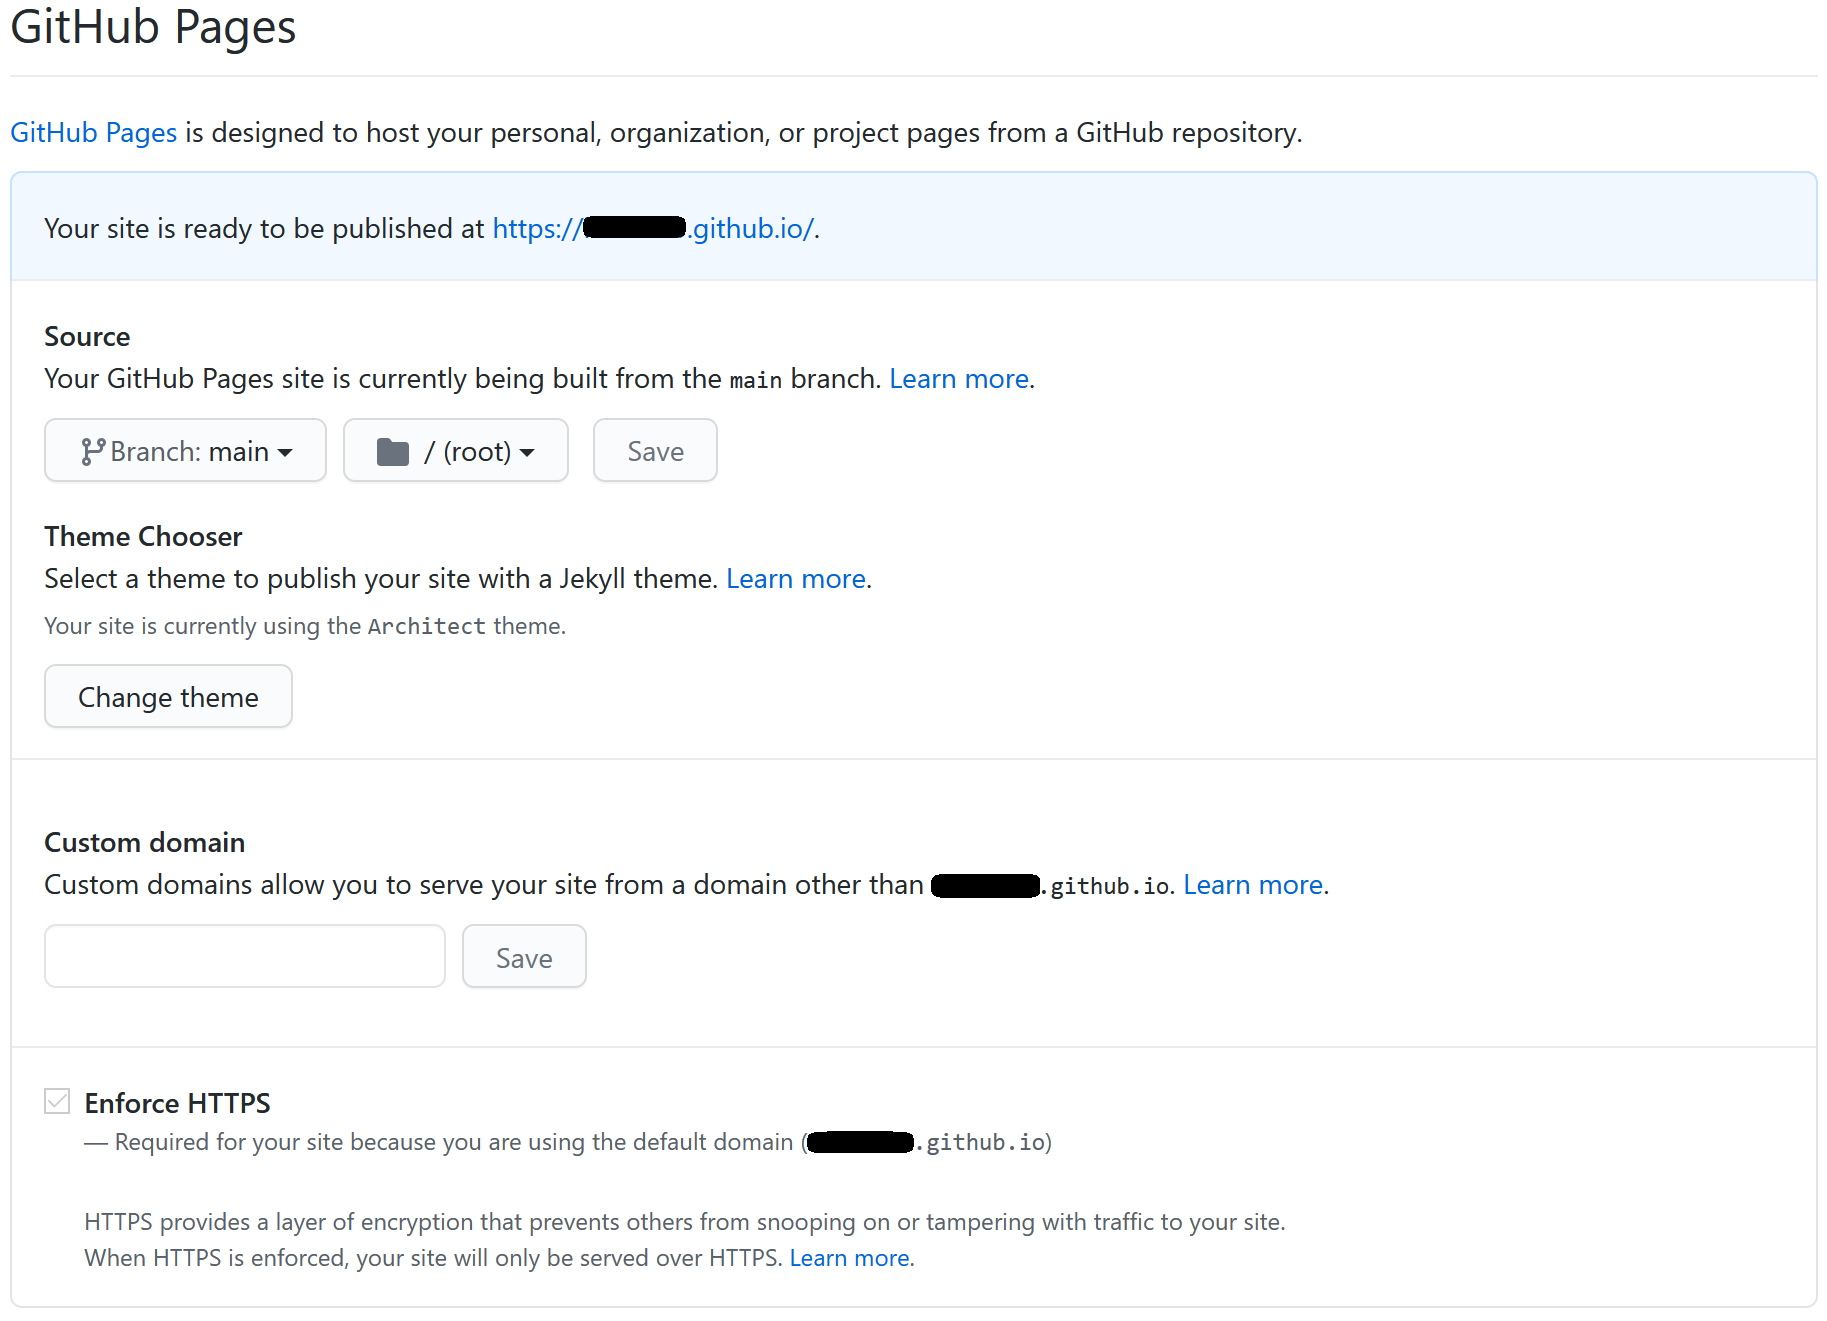 GitHub Pages
GitHub Pages is designed to host your personal, organization, or project pages from a GitHub repository.
Your site is ready to be published at https://.github.io/.
Source
Your GitHub Pages site is currently being built from the main branch. Learn more.
Branch: main / (root) Save
Theme Chooser
Select a theme to publish your site with a Jekyll theme. Learn more.
Your site is currently using the Architect theme.
Change theme
Custom domain
Custom domains allow you to serve your site from a domain other than .github.io. Learn more.
Save
Enforce HTTPS
— Required for your site because you are using the default domain (.github.io)
HTTPS provides a layer of encryption that prevents others from snooping on or tampering with traffic to your site.
When HTTPS is enforced, your site will only be served over HTTPS. Learn more.